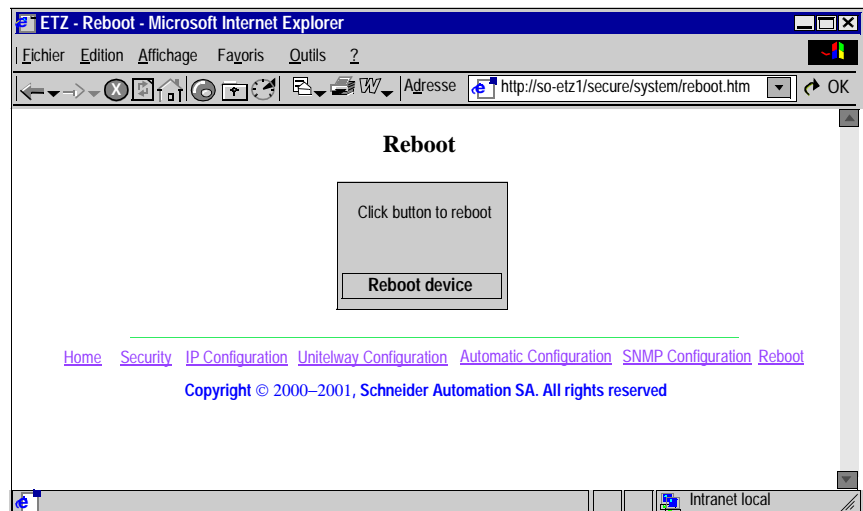 ETZ - Reboot - Microsoft Internet Explorer
Fichier Edition Affichage Favoris Outils ?
Adresse http://so-etz1/secure/system/reboot.htm OK
Reboot
Click button to reboot
Reboot device
Home Security IP Configuration Unitelway Configuration Automatic Configuration SNMP Configuration Reboot
Copyright © 2000–2001, Schneider Automation SA. All rights reserved
Intranet local